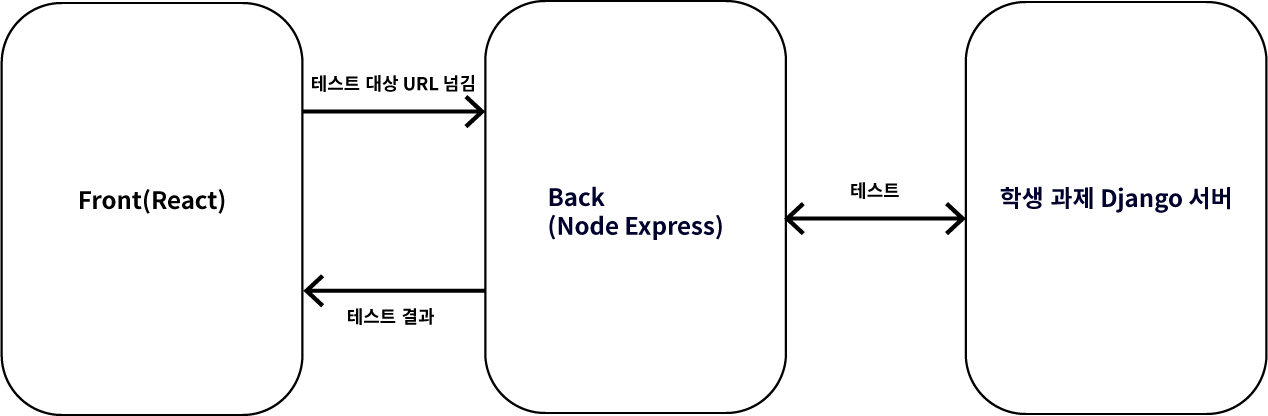 테스트 대상 URL 넘김
Front(React)
테스트 결과
Back
(Node Express)
테스트
학생 과제 Django 서버